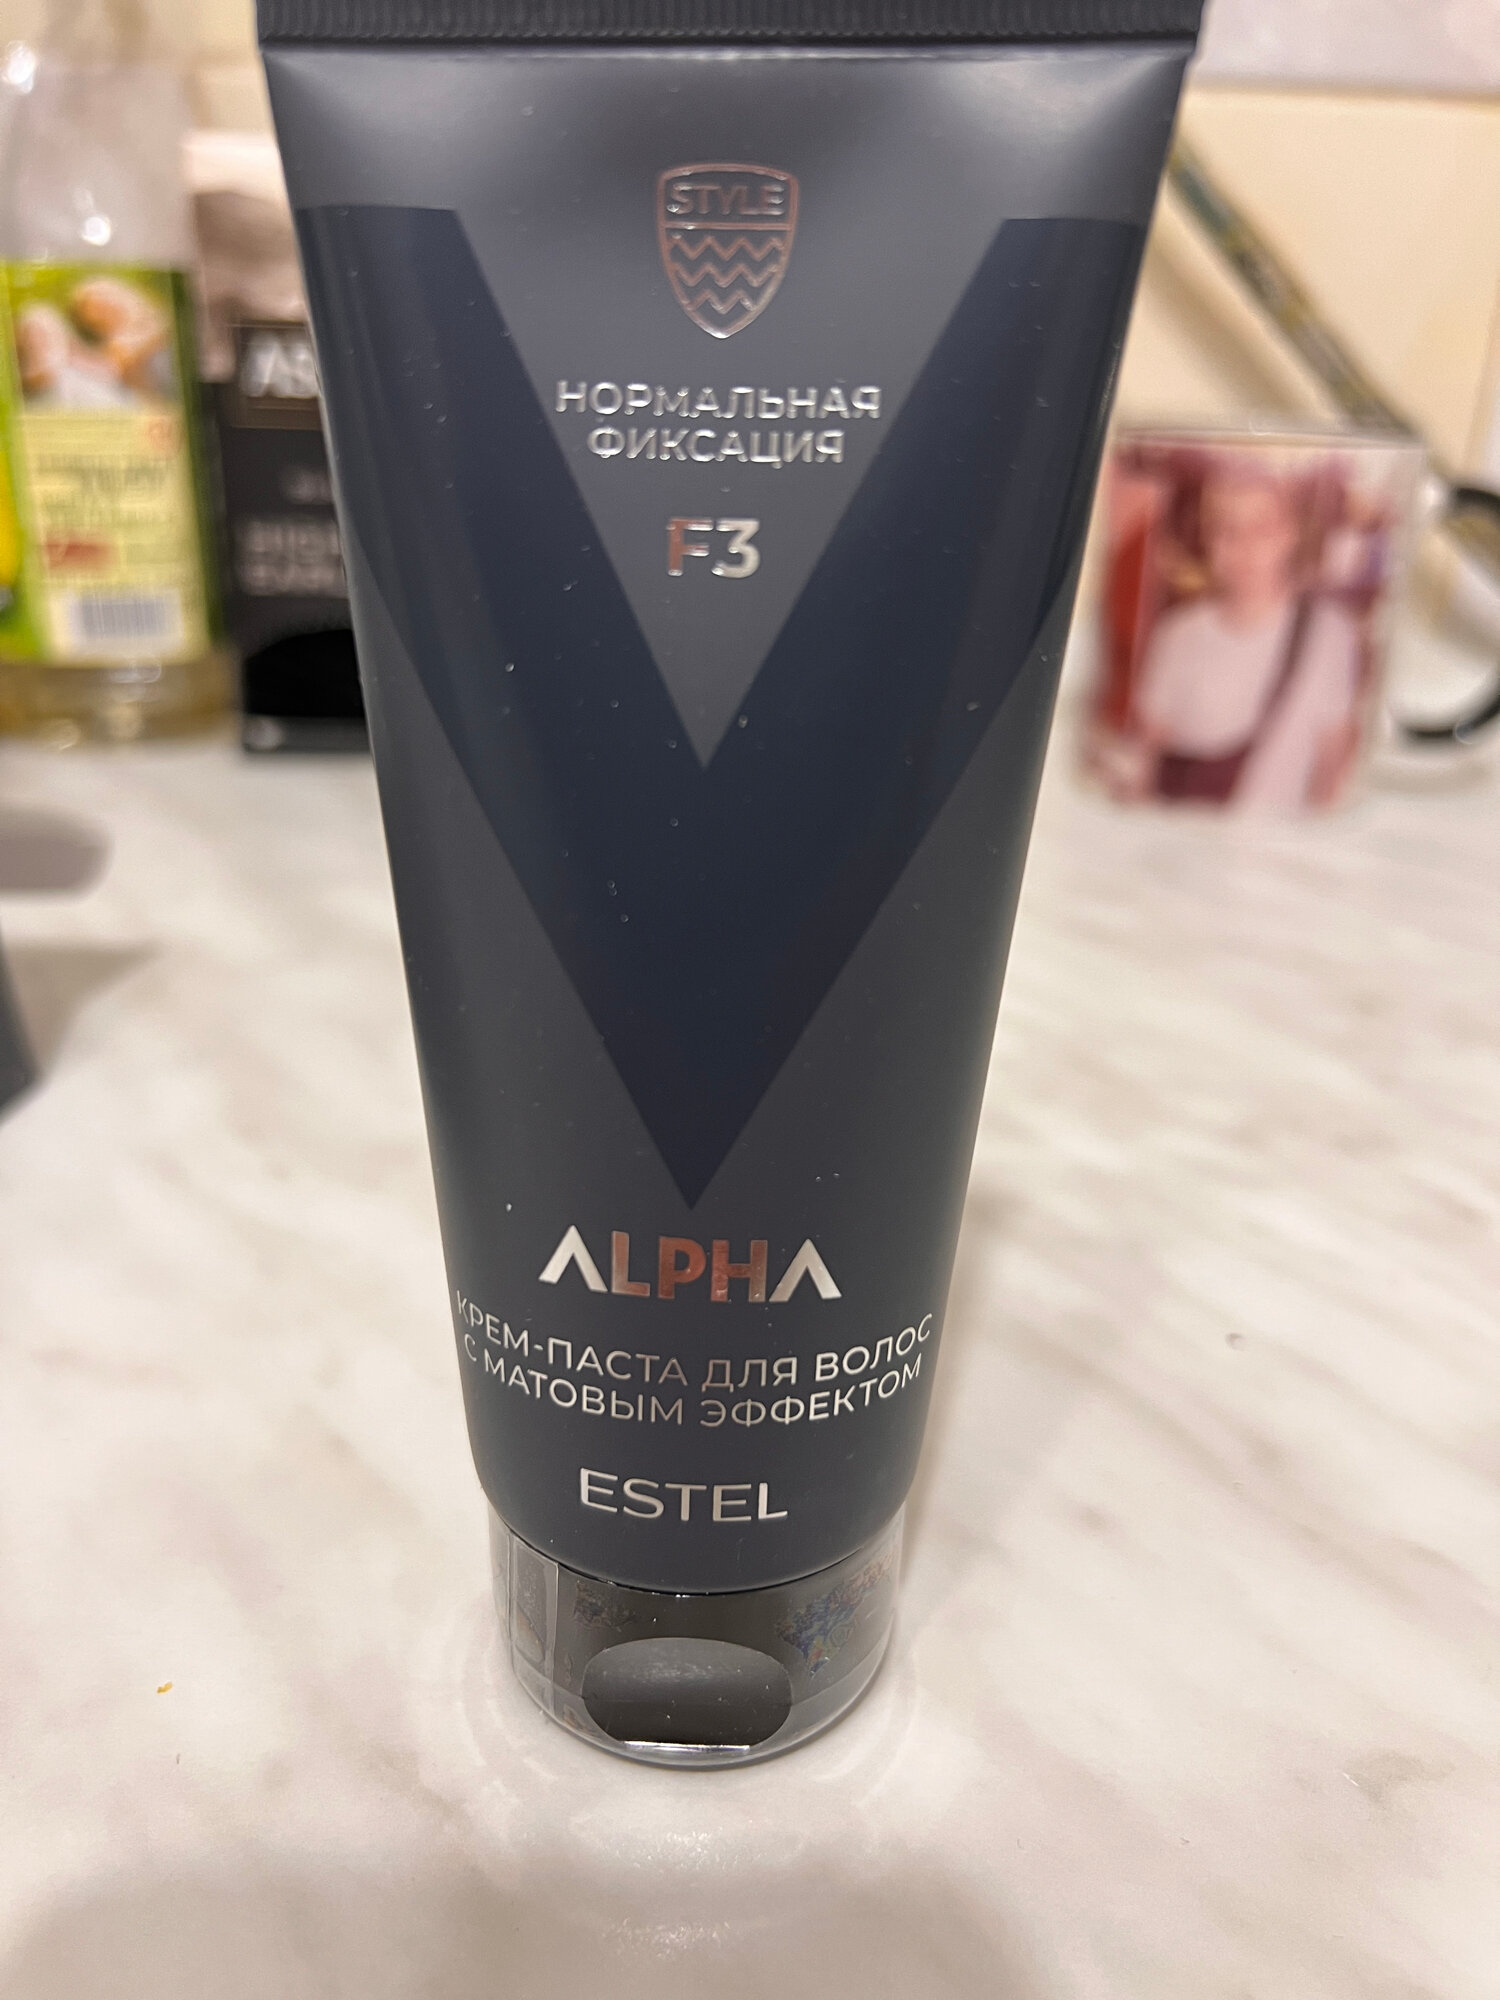 STYLE
НОРМАЛЬНАЯ
ФИКСАЦИЯ
F3
ALPHA
КРЕМ-ПАСТА ДЛЯ ВОЛОС
С МАТОВЫМ ЭФФЕКТОМ
ESTEL